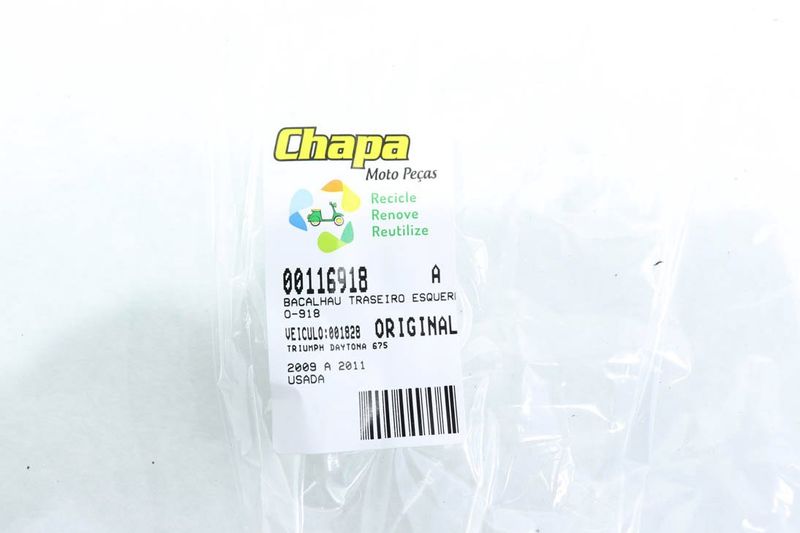 Chapa
Moto Peças
Recicle
Renove
Reutilize
00116918 A
BACALHAU TRASEIRO ESQUER
O-918
VEICULO:001828 ORIGINAL
TRIUMPH DAYTONA 675
2009 A 2011
USADA